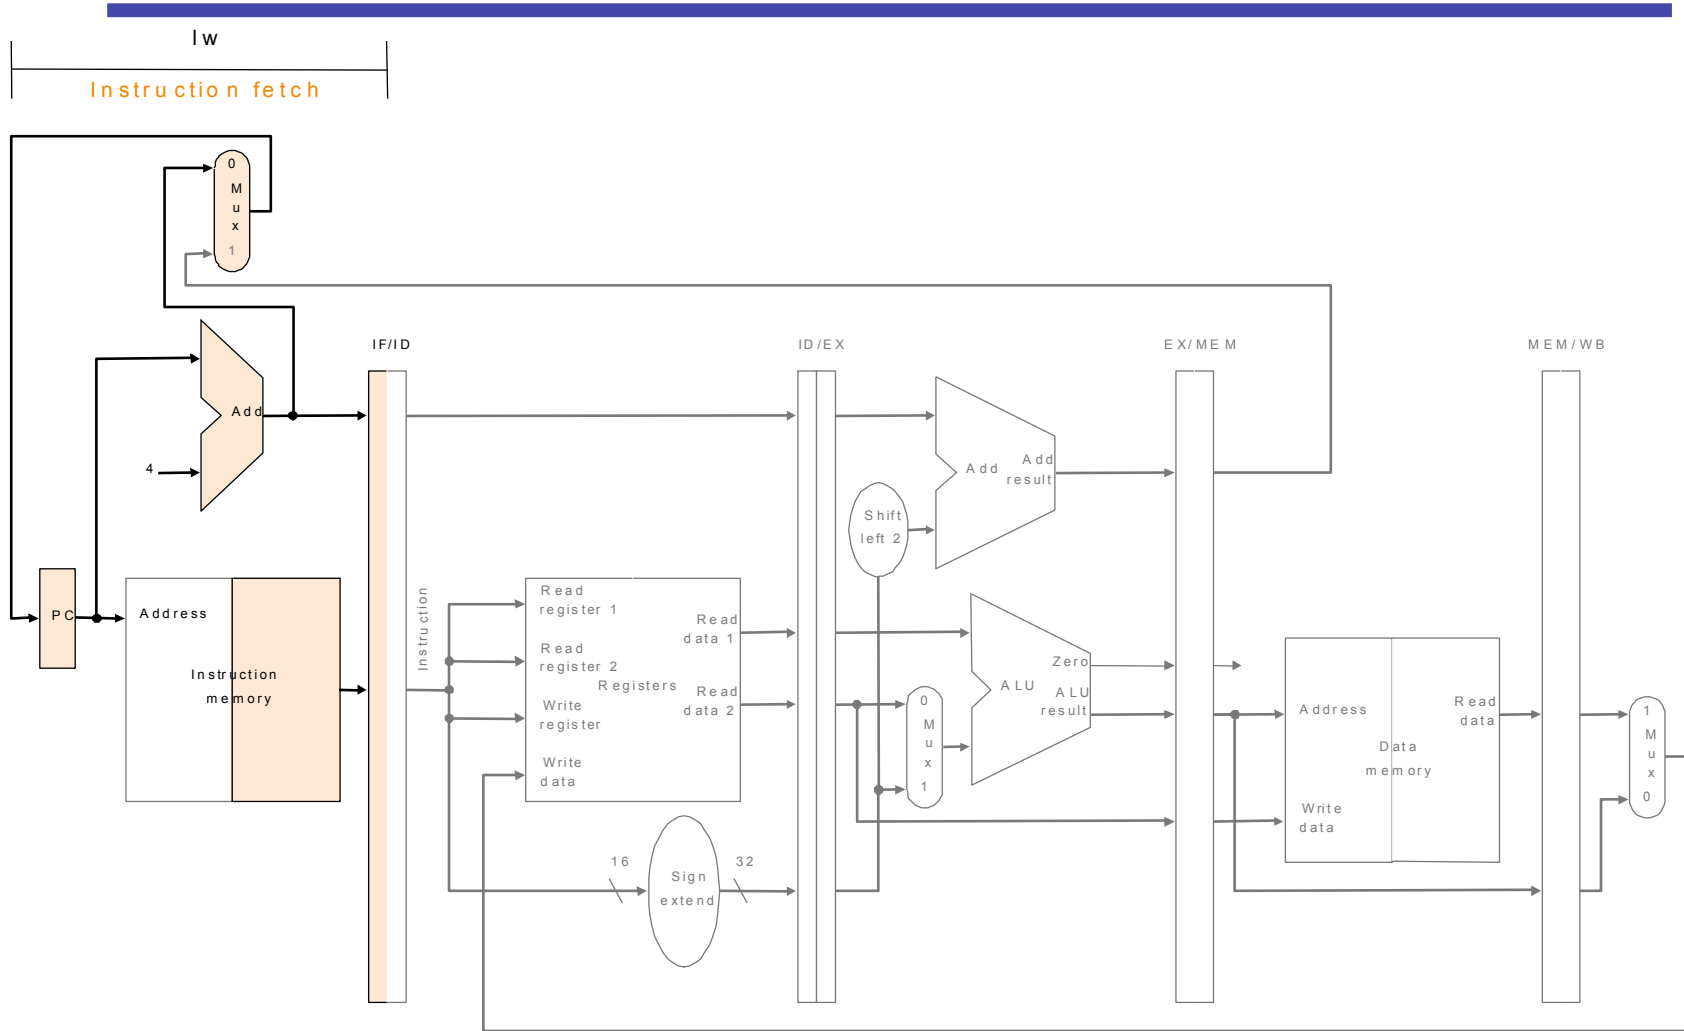 lw
Instruction fetch
0
M
u
x
1
Add
4
IF/ID
ID/EX
EX/MEM
MEM/WB
Add
Add
result
Shift
left 2
PC
Address
Instruction
memory
Instruction
Read
register 1
Read
register 2
Write
register
Write
data
Registers
Read
data 1
Read
data 2
16
Sign
extend
32
0
M
u
x
1
Zero
ALU
ALU
result
Address
Read
data
Data
memory
Write
data
1
M
u
x
0